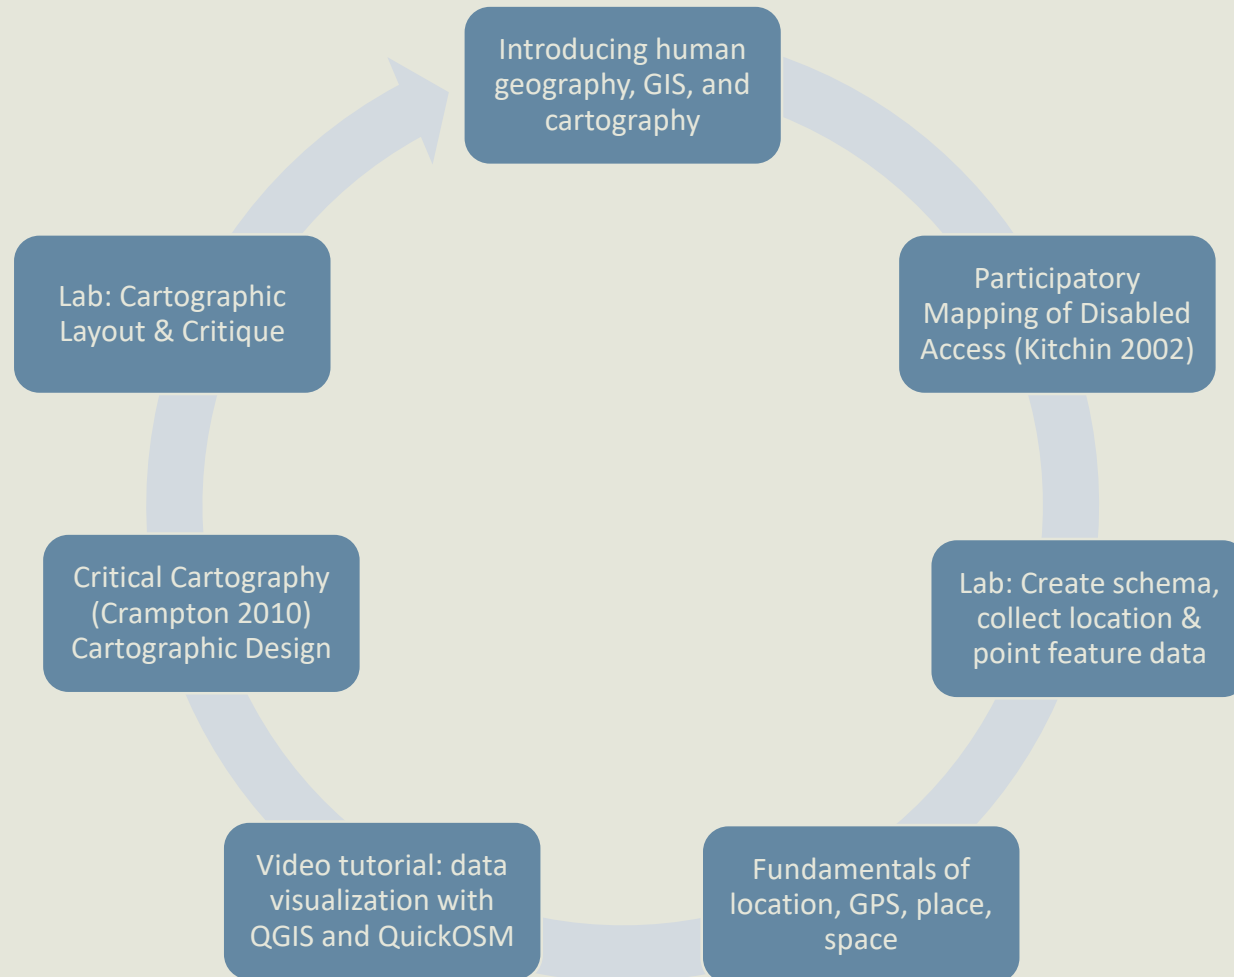 Introducing human
geography, GIS, and
cartography
Participatory
Mapping of Disabled
Access (Kitchin 2002)
Lab: Create schema,
collect location &
point feature data
Fundamentals of
location, GPS, place,
space
Video tutorial: data
visualization with
QGIS and QuickOSM
Critical Cartography
(Crampton 2010)
Cartographic Design
Lab: Cartographic
Layout & Critique